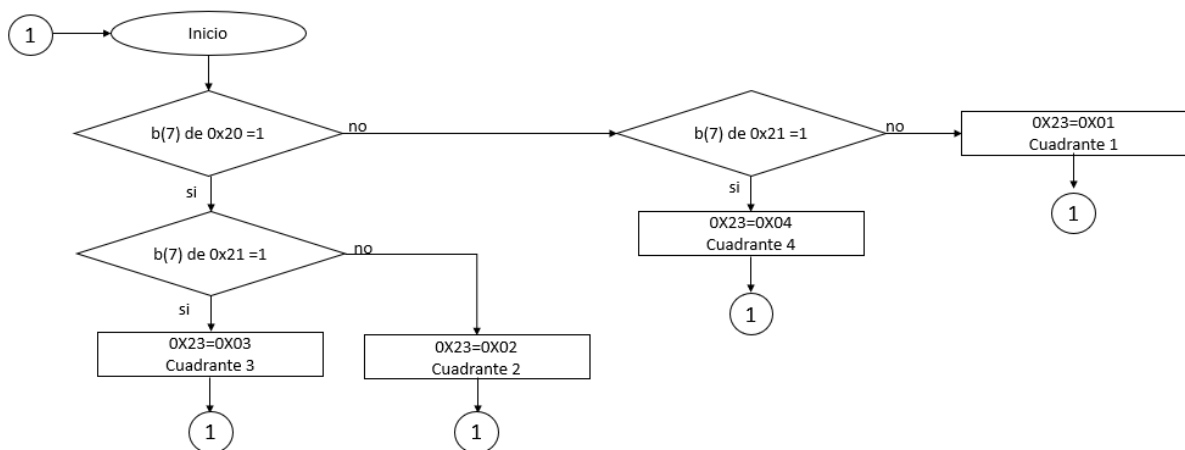 1
Inicio
b(7) de 0x20 =1
no
b(7) de 0x21 =1
no
0X23=0X01
Cuadrante 1
1
si
0X23=0X04
Cuadrante 4
1
si
b(7) de 0x21 =1
no
0X23=0X02
Cuadrante 2
1
si
0X23=0X03
Cuadrante 3
1